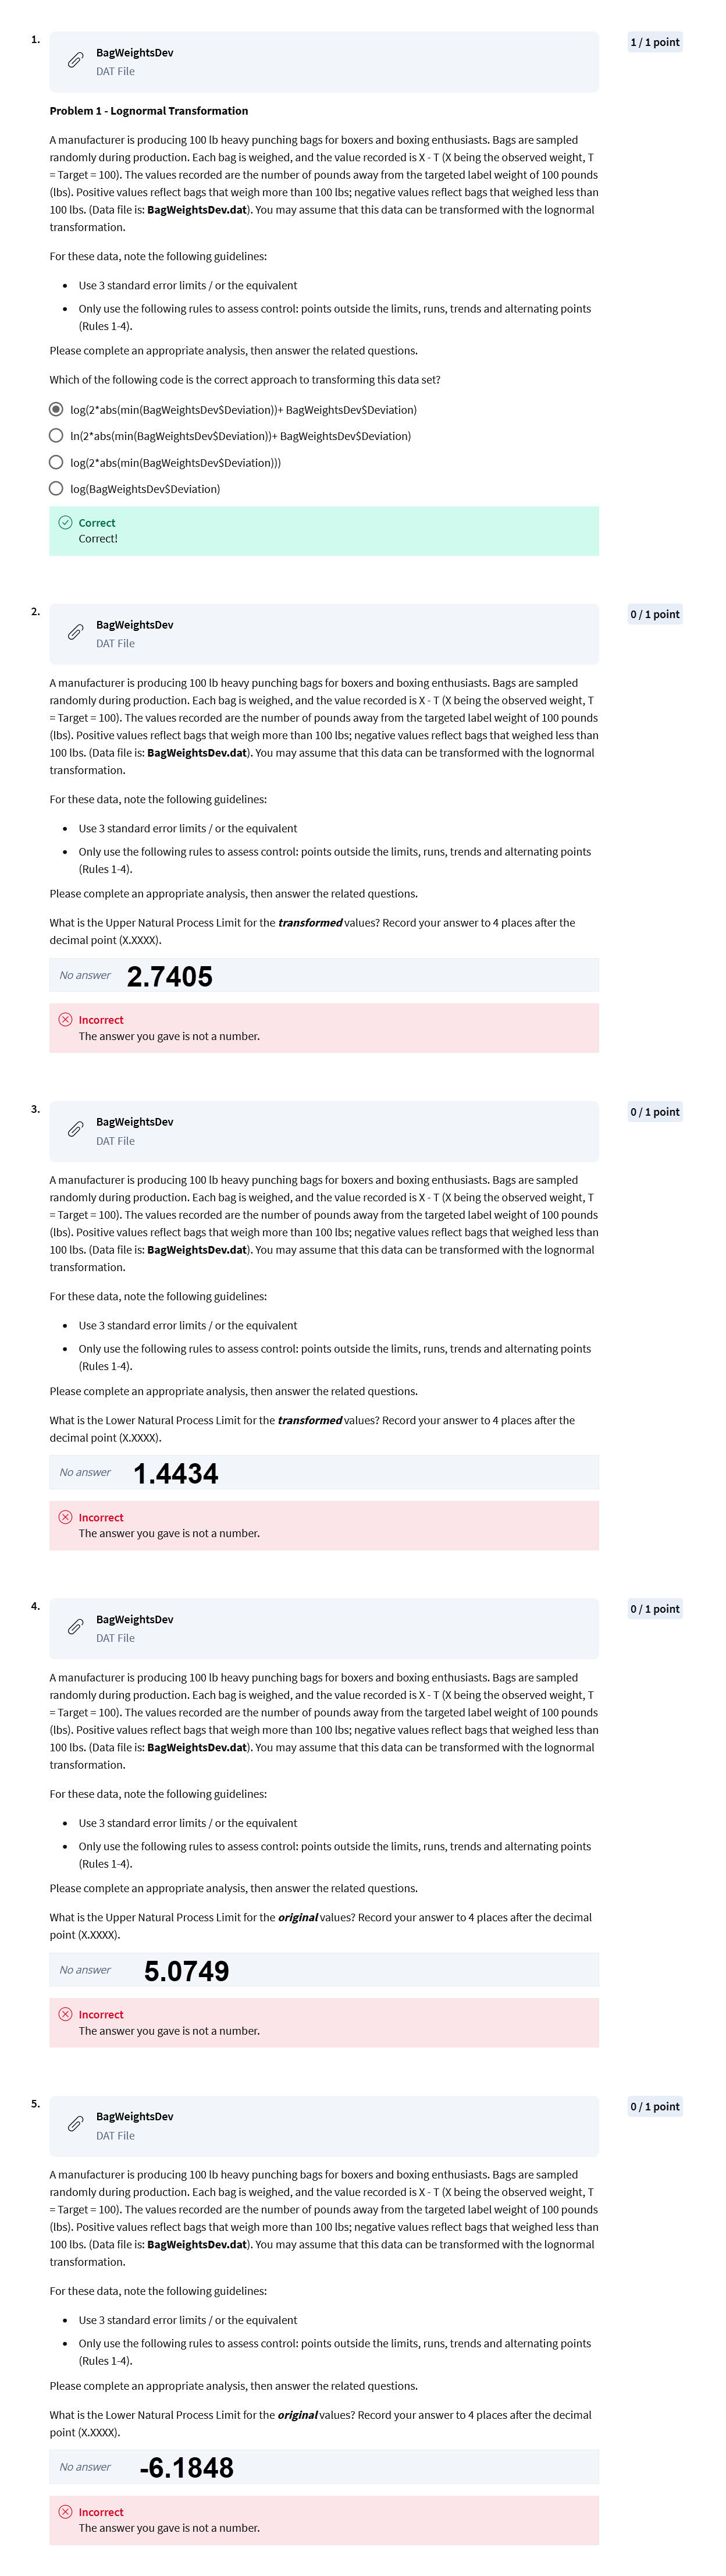 1.
BagWeightsDev
DAT File
1 / 1 point
Problem 1 - Lognormal Transformation
A manufacturer is producing 100 lb heavy punching bags for boxers and boxing enthusiasts. Bags are sampled
randomly during production. Each bag is weighed, and the value recorded is X - T (X being the observed weight, T
= Target = 100). The values recorded are the number of pounds away from the targeted label weight of 100 pounds
(lbs). Positive values reflect bags that weigh more than 100 lbs; negative values reflect bags that weighed less than
100 lbs. (Data file is: BagWeightsDev.dat). You may assume that this data can be transformed with the lognormal
transformation.
For these data, note the following guidelines:
• Use 3 standard error limits / or the equivalent
• Only use the following rules to assess control: points outside the limits, runs, trends and alternating points
(Rules 1-4).
Please complete an appropriate analysis, then answer the related questions.
Which of the following code is the correct approach to transforming this data set?
log(2*abs(min(BagWeightsDev$Deviation))+ BagWeightsDev$Deviation)
ln(2*abs(min(BagWeightsDev$Deviation))+ BagWeightsDev$Deviation)
log(2*abs(min(BagWeightsDev$Deviation)))
log(BagWeightsDev$Deviation)
Correct
Correct!
2.
BagWeightsDev
DAT File
0 / 1 point
A manufacturer is producing 100 lb heavy punching bags for boxers and boxing enthusiasts. Bags are sampled
randomly during production. Each bag is weighed, and the value recorded is X - T (X being the observed weight, T
= Target = 100). The values recorded are the number of pounds away from the targeted label weight of 100 pounds
(lbs). Positive values reflect bags that weigh more than 100 lbs; negative values reflect bags that weighed less than
100 lbs. (Data file is: BagWeightsDev.dat). You may assume that this data can be transformed with the lognormal
transformation.
For these data, note the following guidelines:
• Use 3 standard error limits / or the equivalent
• Only use the following rules to assess control: points outside the limits, runs, trends and alternating points
(Rules 1-4).
Please complete an appropriate analysis, then answer the related questions.
What is the Upper Natural Process Limit for the transformed values? Record your answer to 4 places after the
decimal point (X.XXXX).
No answer 2.7405
Incorrect
The answer you gave is not a number.
3.
BagWeightsDev
DAT File
0 / 1 point
A manufacturer is producing 100 lb heavy punching bags for boxers and boxing enthusiasts. Bags are sampled
randomly during production. Each bag is weighed, and the value recorded is X - T (X being the observed weight, T
= Target = 100). The values recorded are the number of pounds away from the targeted label weight of 100 pounds
(lbs). Positive values reflect bags that weigh more than 100 lbs; negative values reflect bags that weighed less than
100 lbs. (Data file is: BagWeightsDev.dat). You may assume that this data can be transformed with the lognormal
transformation.
For these data, note the following guidelines:
• Use 3 standard error limits / or the equivalent
• Only use the following rules to assess control: points outside the limits, runs, trends and alternating points
(Rules 1-4).
Please complete an appropriate analysis, then answer the related questions.
What is the Lower Natural Process Limit for the transformed values? Record your answer to 4 places after the
decimal point (X.XXXX).
No answer 1.4434
Incorrect
The answer you gave is not a number.
4.
BagWeightsDev
DAT File
0 / 1 point
A manufacturer is producing 100 lb heavy punching bags for boxers and boxing enthusiasts. Bags are sampled
randomly during production. Each bag is weighed, and the value recorded is X - T (X being the observed weight, T
= Target = 100). The values recorded are the number of pounds away from the targeted label weight of 100 pounds
(lbs). Positive values reflect bags that weigh more than 100 lbs; negative values reflect bags that weighed less than
100 lbs. (Data file is: BagWeightsDev.dat). You may assume that this data can be transformed with the lognormal
transformation.
For these data, note the following guidelines:
• Use 3 standard error limits / or the equivalent
• Only use the following rules to assess control: points outside the limits, runs, trends and alternating points
(Rules 1-4).
Please complete an appropriate analysis, then answer the related questions.
What is the Upper Natural Process Limit for the original values? Record your answer to 4 places after the decimal
point (X.XXXX).
No answer 5.0749
Incorrect
The answer you gave is not a number.
5.
BagWeightsDev
DAT File
0 / 1 point
A manufacturer is producing 100 lb heavy punching bags for boxers and boxing enthusiasts. Bags are sampled
randomly during production. Each bag is weighed, and the value recorded is X - T (X being the observed weight, T
= Target = 100). The values recorded are the number of pounds away from the targeted label weight of 100 pounds
(lbs). Positive values reflect bags that weigh more than 100 lbs; negative values reflect bags that weighed less than
100 lbs. (Data file is: BagWeightsDev.dat). You may assume that this data can be transformed with the lognormal
transformation.
For these data, note the following guidelines:
• Use 3 standard error limits / or the equivalent
• Only use the following rules to assess control: points outside the limits, runs, trends and alternating points
(Rules 1-4).
Please complete an appropriate analysis, then answer the related questions.
What is the Lower Natural Process Limit for the original values? Record your answer to 4 places after the decimal
point (X.XXXX).
No answer -6.1848
Incorrect
The answer you gave is not a number.